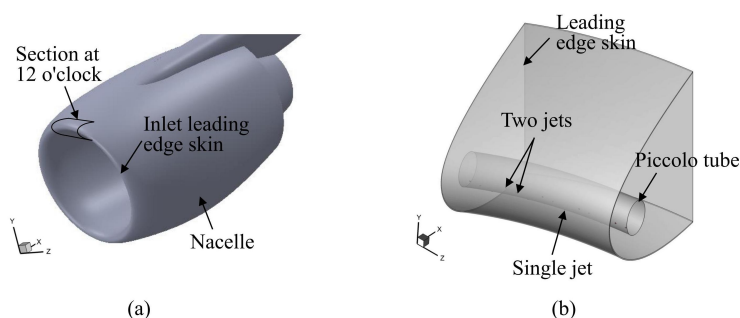 Section at
12 o'clock
Inlet leading
edge skin
Nacelle
Y
X
Z
(a)
Leading
edge skin
Two jets
Piccolo tube
Single jet
Y
X
Z
(b)